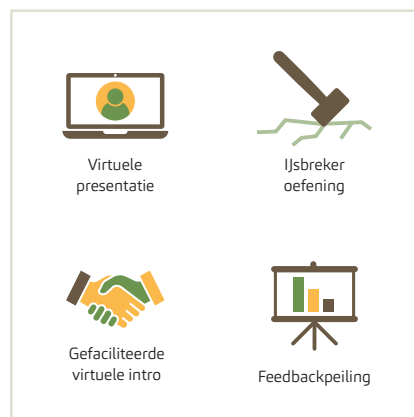 Virtuele
presentatie
IJsbreker
oefening
Gefaciliteerde
virtuele intro
Feedbackpeiling